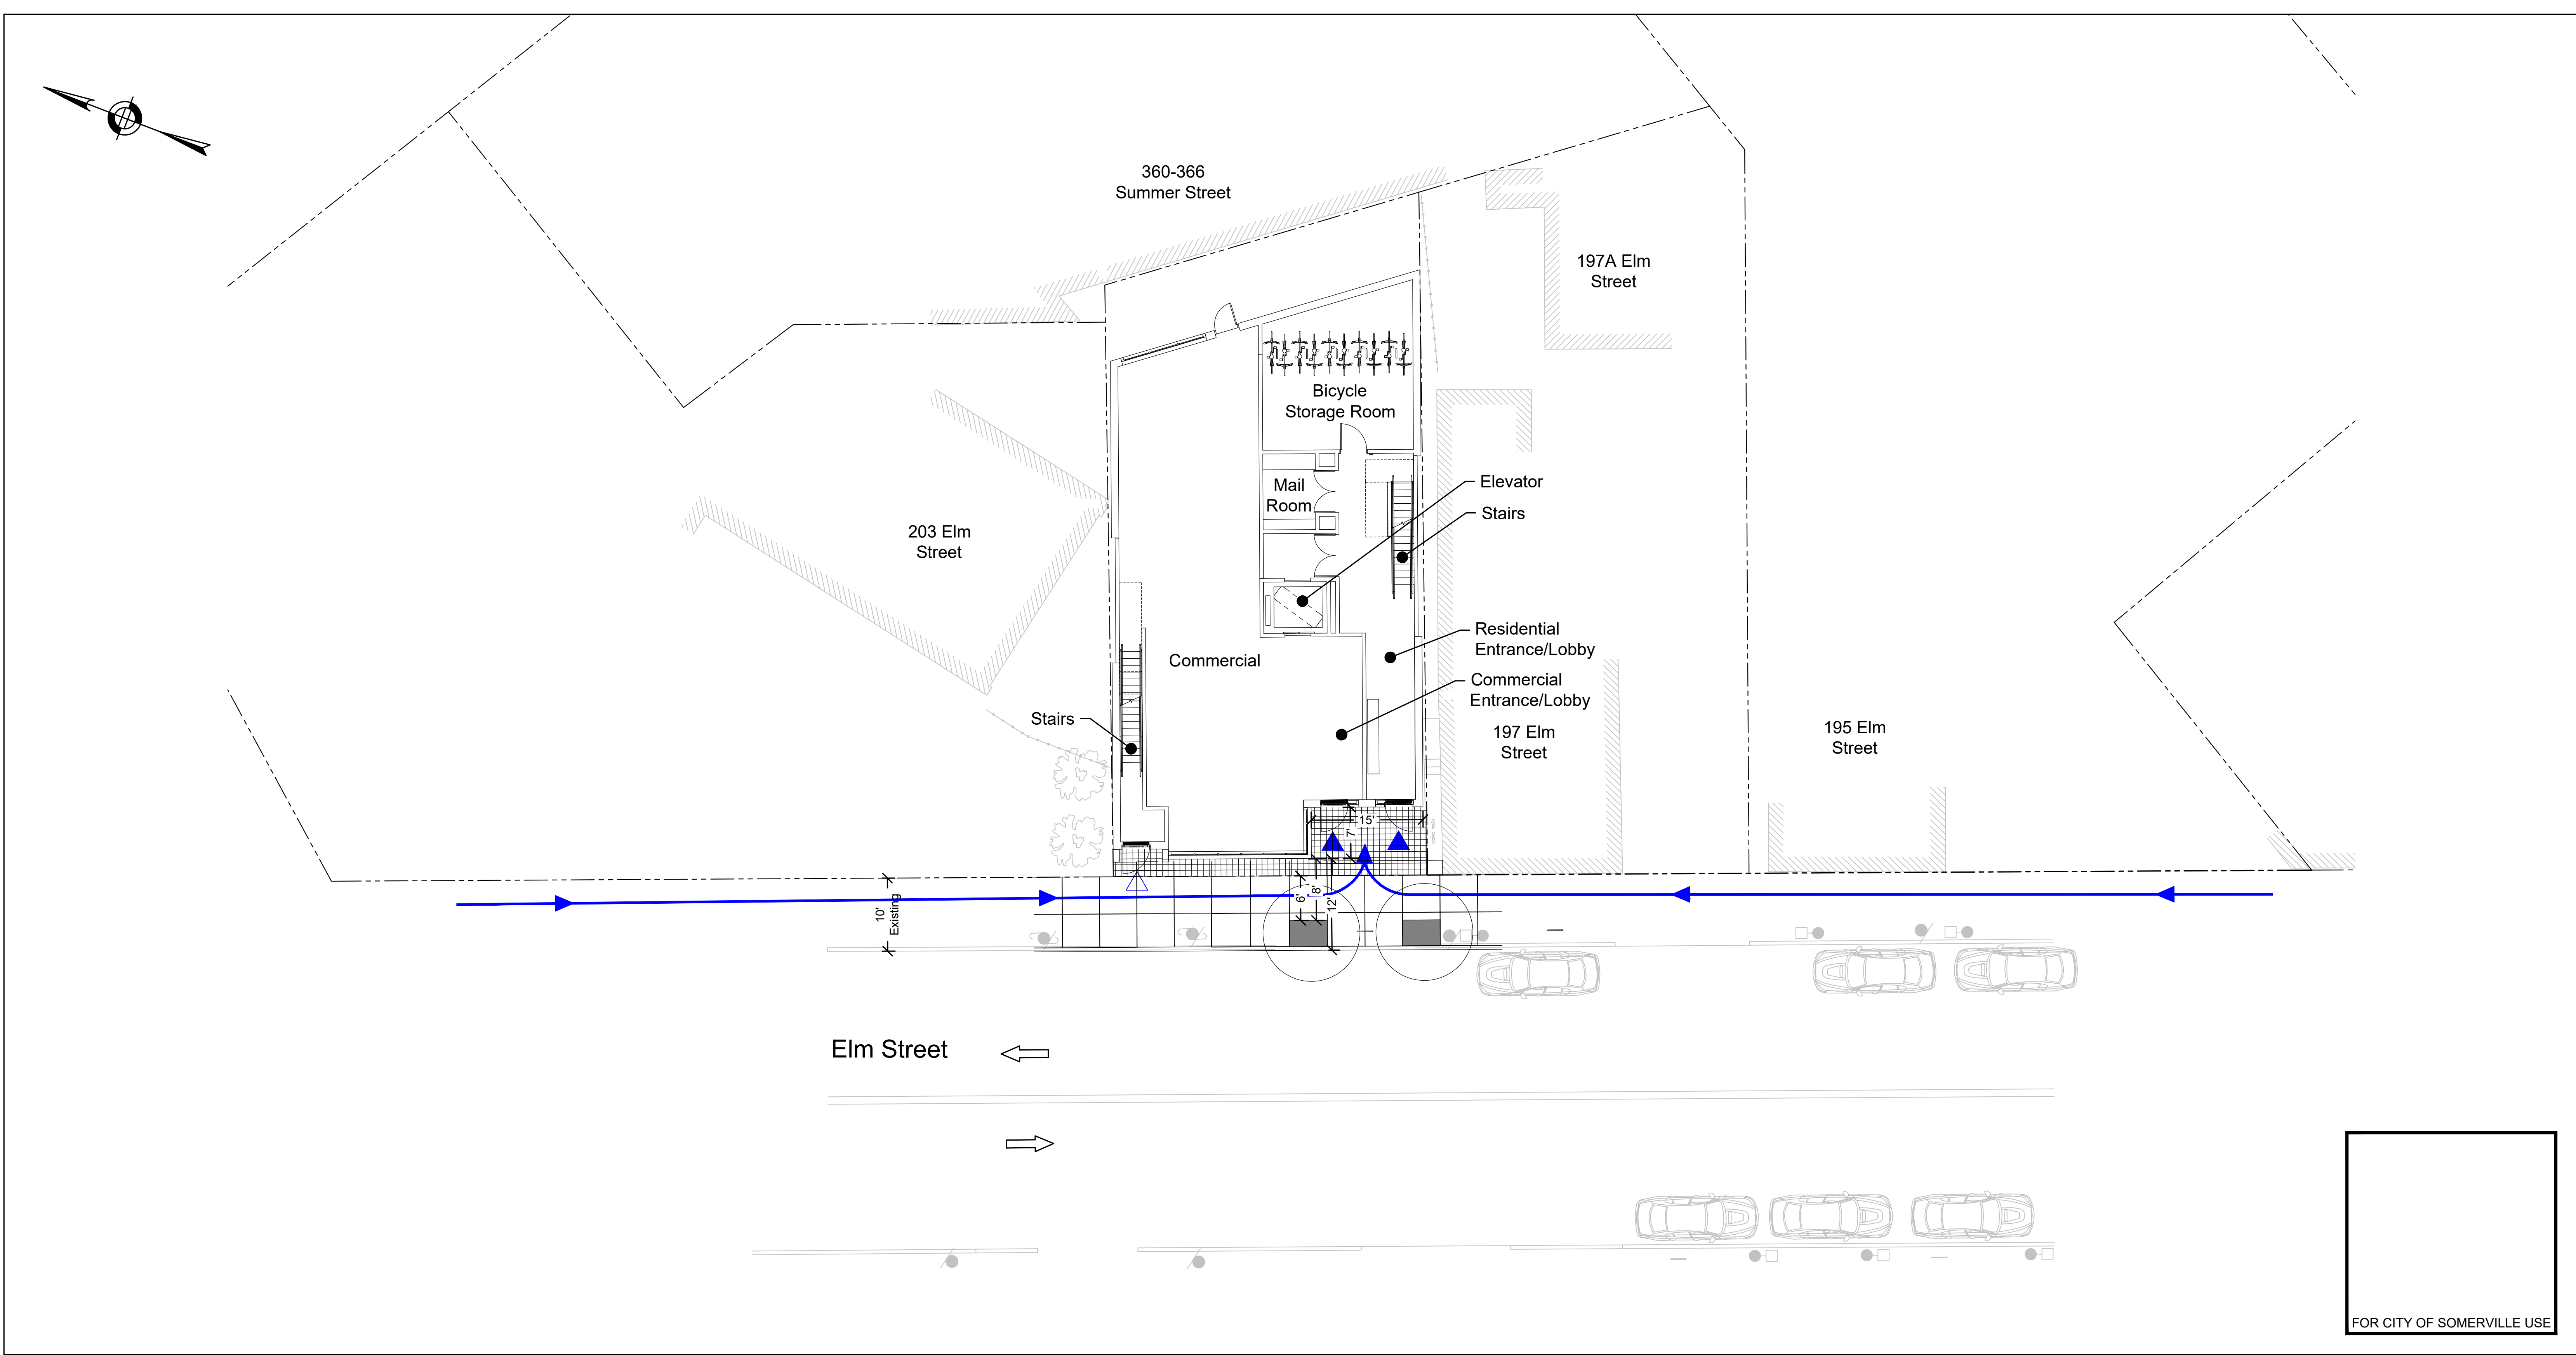 360-366
Summer Street
197A Elm
Street
Bicycle
Storage Room
Elevator
Mail
Room
Stairs
203 Elm
Street
Residential
Entrance/Lobby
Commercial
Commercial
Entrance/Lobby
Stairs
197 Elm
Street
195 Elm
Street
15'
7'
10'
Existing
6'
8'
12'
Elm Street
FOR CITY OF SOMERVILLE USE